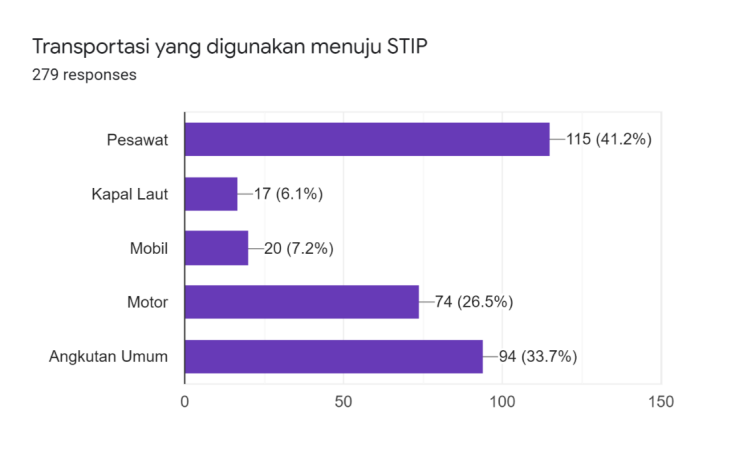 Transportasi yang digunakan menuju STIP
279 responses
Pesawat 115 (41.2%)
Kapal Laut 17 (6.1%)
Mobil 20 (7.2%)
Motor 74 (26.5%)
Angkutan Umum 94 (33.7%)
0 50 100 150